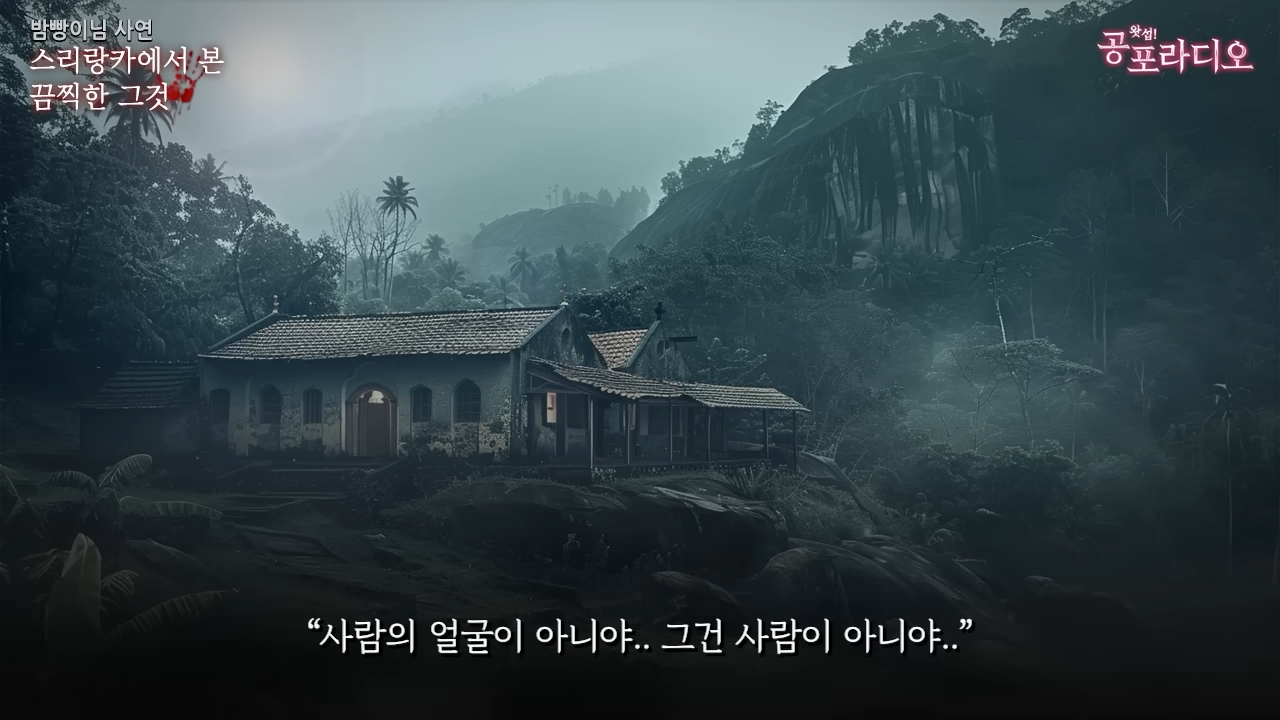 밤빵이님 사연
스리랑카에서 본
끔찍한 그것
왓섭!
공포라디오
“사람의 얼굴이 아니야.. 그건 사람이 아니야..”